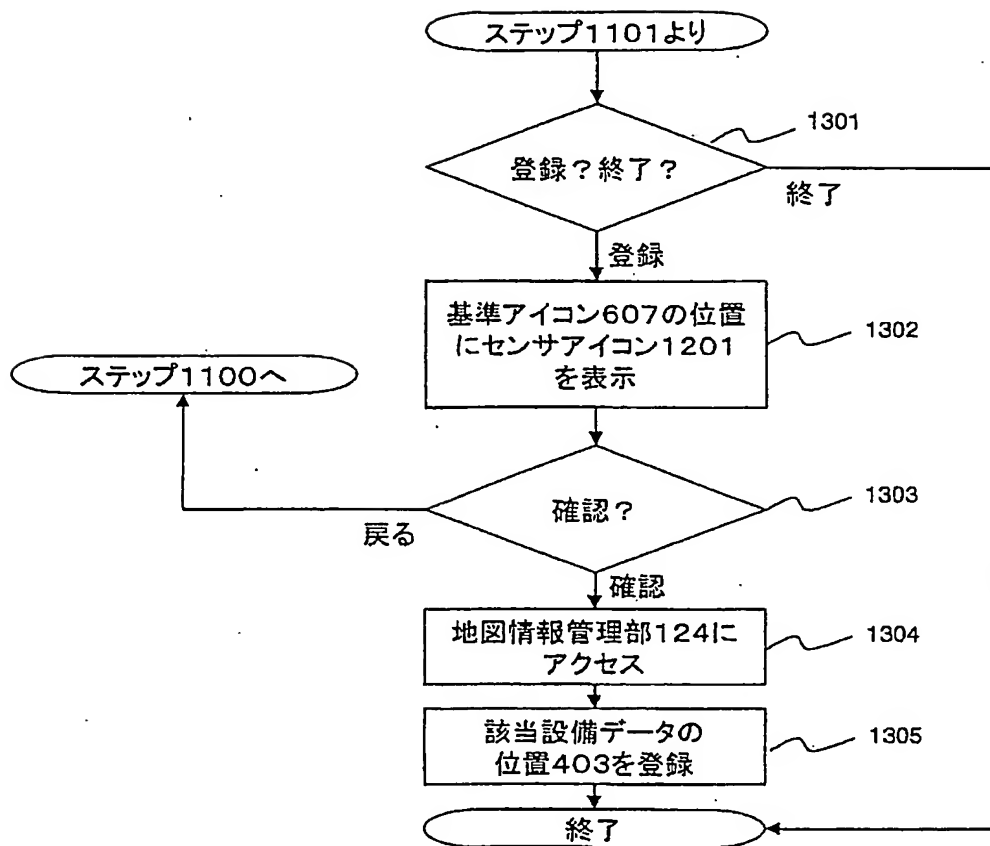 ステップ1101より
1301
登録？終了？
終了
登録
基準アイコン607の位置
にセンサアイコン1201
を表示
1302
ステップ1100へ
確認？
1303
戻る
確認
地図情報管理部124に
アクセス
1304
該当設備データの
位置403を登録
1305
終了